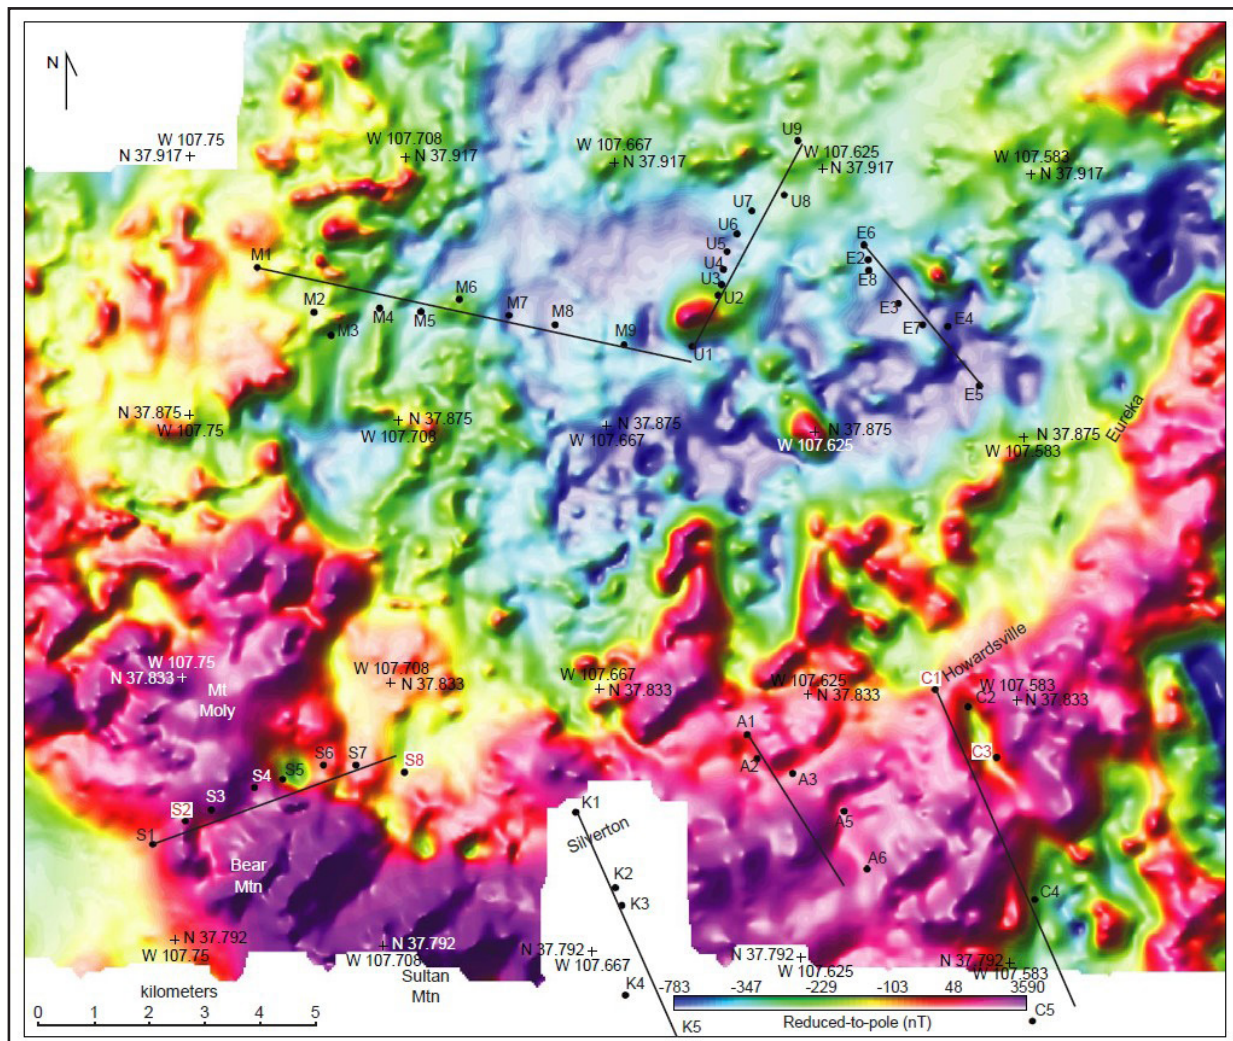 N
U9
W 107.75
N 37.917
W 107.708
N 37.917
W 107.667
N 37.917
W 107.625
N 37.917
W 107.583
N 37.917
U8
U7
U6
U5
U4
U3
U2
U1
E6
E2
E8
E3
E7
E4
E5
M1
M2
M3
M4
M5
M6
M7
M8
M9
N 37.875
W 107.75
N 37.875
W 107.708
N 37.875
W 107.667
N 37.875
W 107.625
N 37.875
W 107.583
Eureka
W 107.75
N 37.833
Mt
Moly
W 107.708
N 37.833
W 107.667
N 37.833
W 107.625
N 37.833
C1
Howardsville
W 107.583
N 37.833
C2
C3
A1
A2
A3
A5
A6
S1
S2
S3
S4
S5
S6
S7
S8
Bear
Mtn
K1
Silverton
K2
K3
C4
N 37.792
W 107.75
N 37.792
W 107.708
N 37.792
W 107.667
N 37.792
W 107.625
N 37.792
W 107.583
Sultan
Mtn
kilometers
0 1 2 3 4 5
K4
-783 -347 -229 -103 48 3590
K5
Reduced-to-pole (nT)
C5